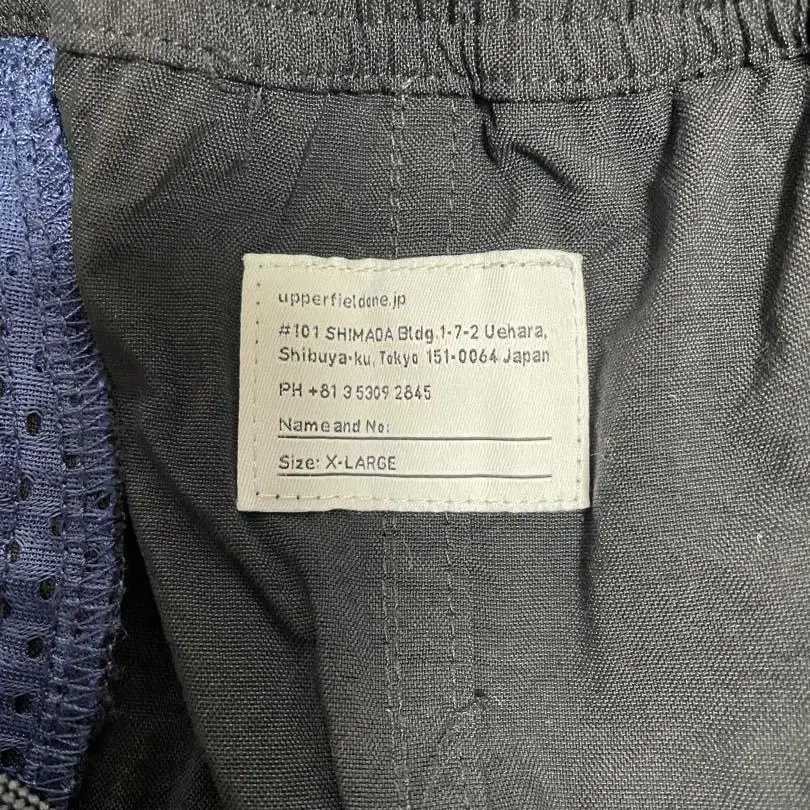 upperfieldone.jp
#101 SHIMADA Bldg.1-7-2 Uehara,
Shibuya-ku, Tokyo 151-0064 Japan
PH +81 3 5309 2845
Name and No:
Size: X-LARGE